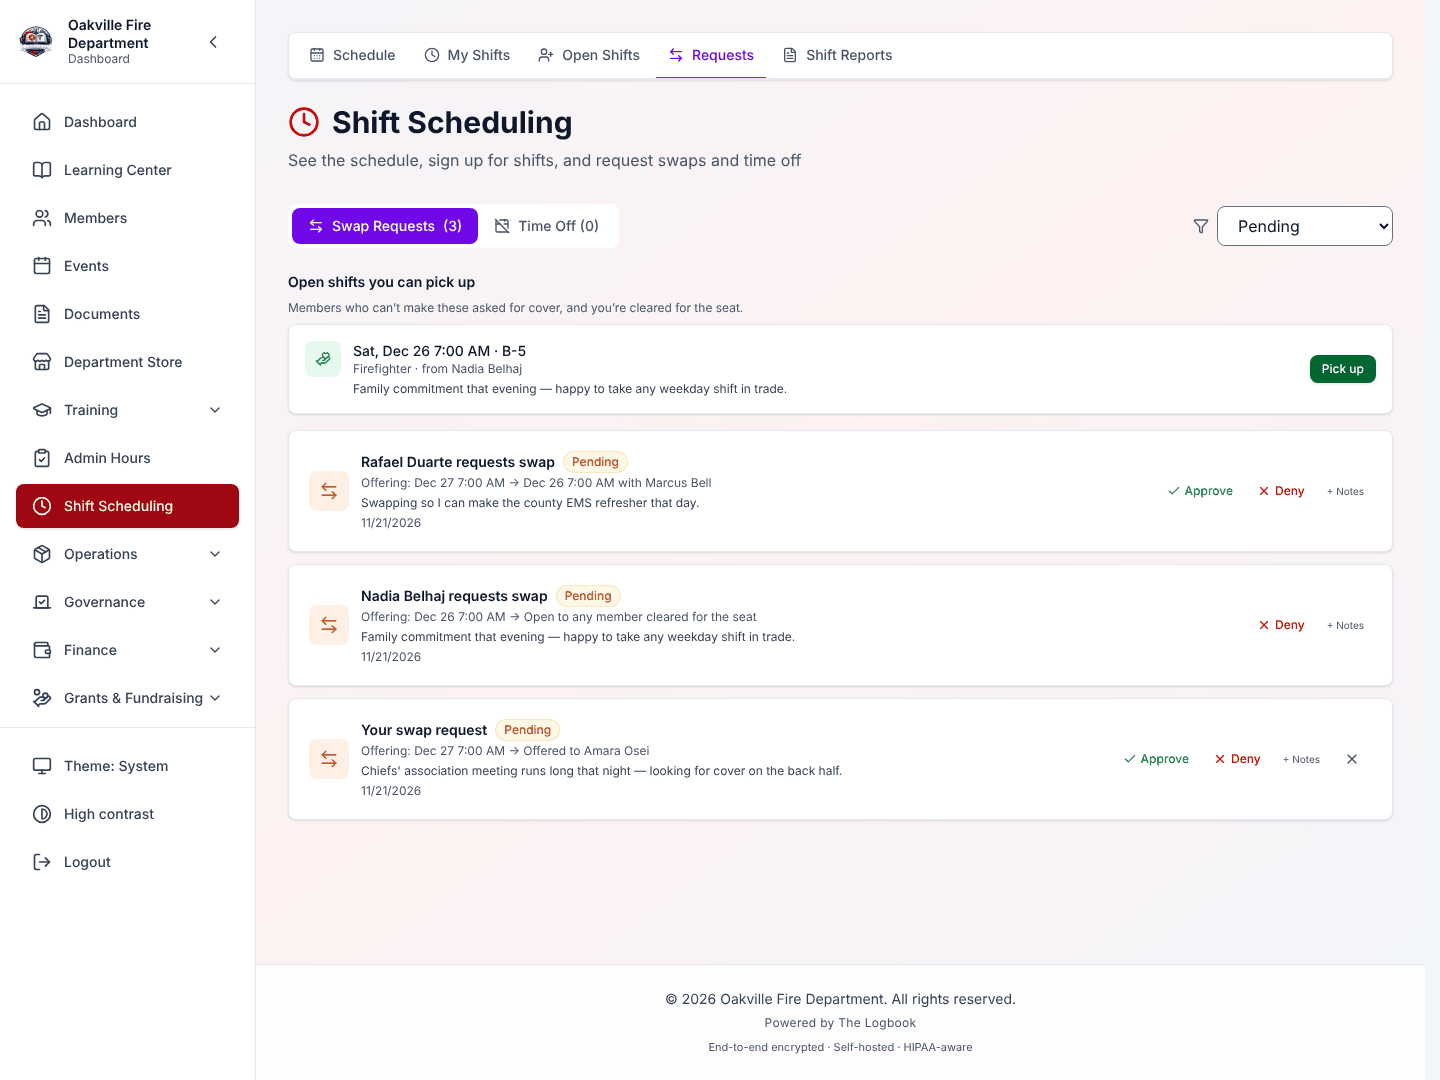 Oakville Fire
Department
Dashboard
Dashboard
Learning Center
Members
Events
Documents
Department Store
Training
Admin Hours
Shift Scheduling
Operations
Governance
Finance
Grants & Fundraising
Theme: System
High contrast
Logout
Schedule
My Shifts
Open Shifts
Requests
Shift Reports
Shift Scheduling
See the schedule, sign up for shifts, and request swaps and time off
Swap Requests (3)
Time Off (0)
Pending
Open shifts you can pick up
Members who can’t make these asked for cover, and you’re cleared for the seat.
Sat, Dec 26 7:00 AM · B-5
Firefighter · from Nadia Belhaj
Family commitment that evening — happy to take any weekday shift in trade.
Pick up
Rafael Duarte requests swap Pending
Offering: Dec 27 7:00 AM → Dec 26 7:00 AM with Marcus Bell
Swapping so I can make the county EMS refresher that day.
11/21/2026
Approve Deny + Notes
Nadia Belhaj requests swap Pending
Offering: Dec 26 7:00 AM → Open to any member cleared for the seat
Family commitment that evening — happy to take any weekday shift in trade.
11/21/2026
Deny + Notes
Your swap request Pending
Offering: Dec 27 7:00 AM → Offered to Amara Osei
Chiefs' association meeting runs long that night — looking for cover on the back half.
11/21/2026
Approve Deny + Notes
© 2026 Oakville Fire Department. All rights reserved.
Powered by The Logbook
End-to-end encrypted · Self-hosted · HIPAA-aware